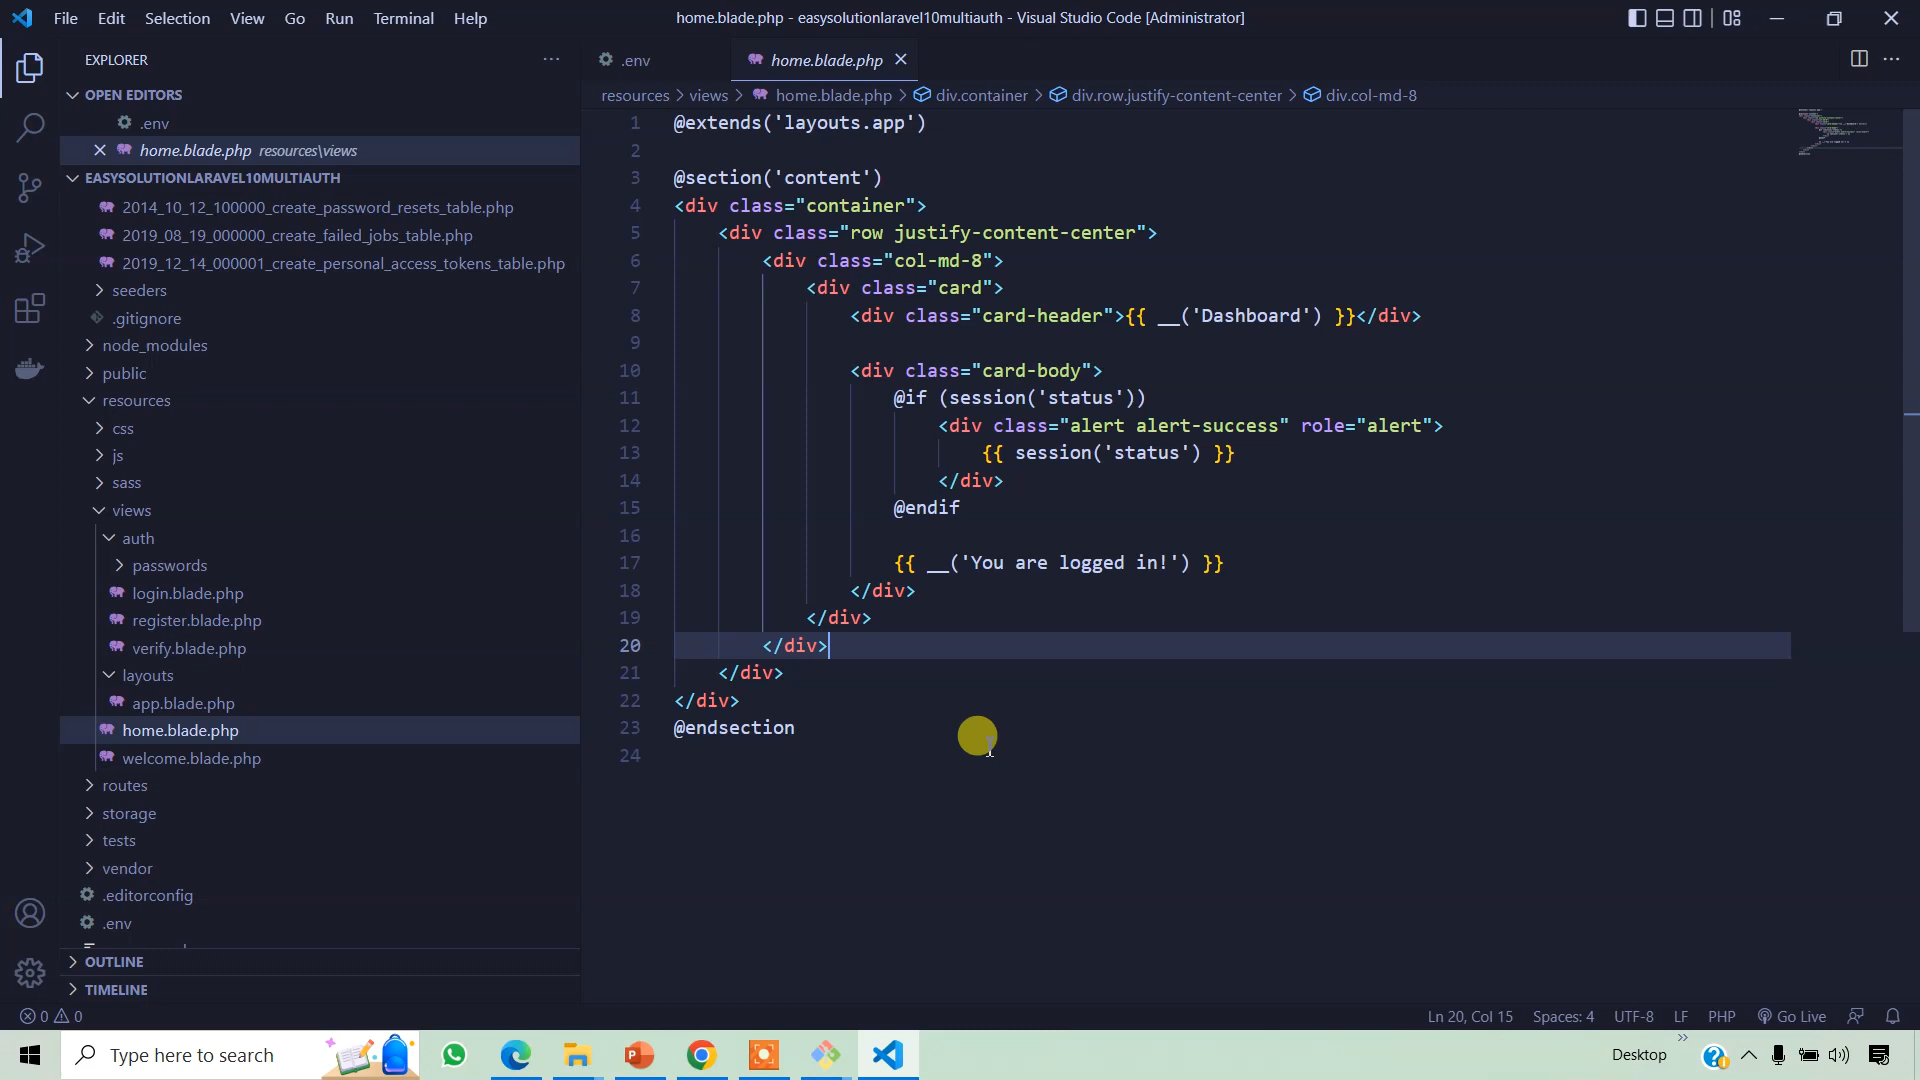 File Edit Selection View Go Run Terminal Help
home.blade.php - easysolutionlaravel10multiauth - Visual Studio Code [Administrator]
EXPLORER
OPEN EDITORS
.env
home.blade.php resources\views
EASYSOLUTIONLARAVEL10MULTIAUTH
2014_10_12_100000_create_password_resets_table.php
2019_08_19_000000_create_failed_jobs_table.php
2019_12_14_000001_create_personal_access_tokens_table.php
seeders
.gitignore
node_modules
public
resources
css
js
sass
views
auth
passwords
login.blade.php
register.blade.php
verify.blade.php
layouts
app.blade.php
home.blade.php
welcome.blade.php
routes
storage
tests
vendor
.editorconfig
.env
OUTLINE
TIMELINE
.env
home.blade.php
resources > views > home.blade.php > div.container > div.row.justify-content-center > div.col-md-8
1 @extends('layouts.app')
2
3 @section('content')
4 <div class="container">
5 <div class="row justify-content-center">
6 <div class="col-md-8">
7 <div class="card">
8 <div class="card-header">{{ __('Dashboard') }}</div>
9
10 <div class="card-body">
11 @if (session('status'))
12 <div class="alert alert-success" role="alert">
13 {{ session('status') }}
14 </div>
15 @endif
16
17 {{ __('You are logged in!') }}
18 </div>
19 </div>
20 </div>
21 </div>
22 </div>
23 @endsection
24
0 0
Ln 20, Col 15 Spaces: 4 UTF-8 LF PHP Go Live
Type here to search
Desktop